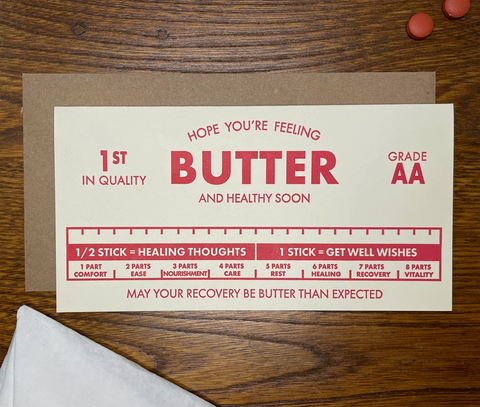 HOPE YOU'RE FEELING
1ST
IN QUALITY
BUTTER
GRADE
AA
AND HEALTHY SOON
1/2 STICK = HEALING THOUGHTS
1 STICK = GET WELL WISHES
1 PART COMFORT
2 PARTS EASE
3 PARTS NOURISHMENT
4 PARTS CARE
5 PARTS REST
6 PARTS HEALING
7 PARTS RECOVERY
8 PARTS VITALITY
MAY YOUR RECOVERY BE BUTTER THAN EXPECTED